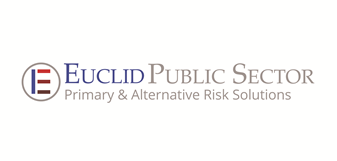 EUCLID PUBLIC SECTOR
Primary & Alternative Risk Solutions